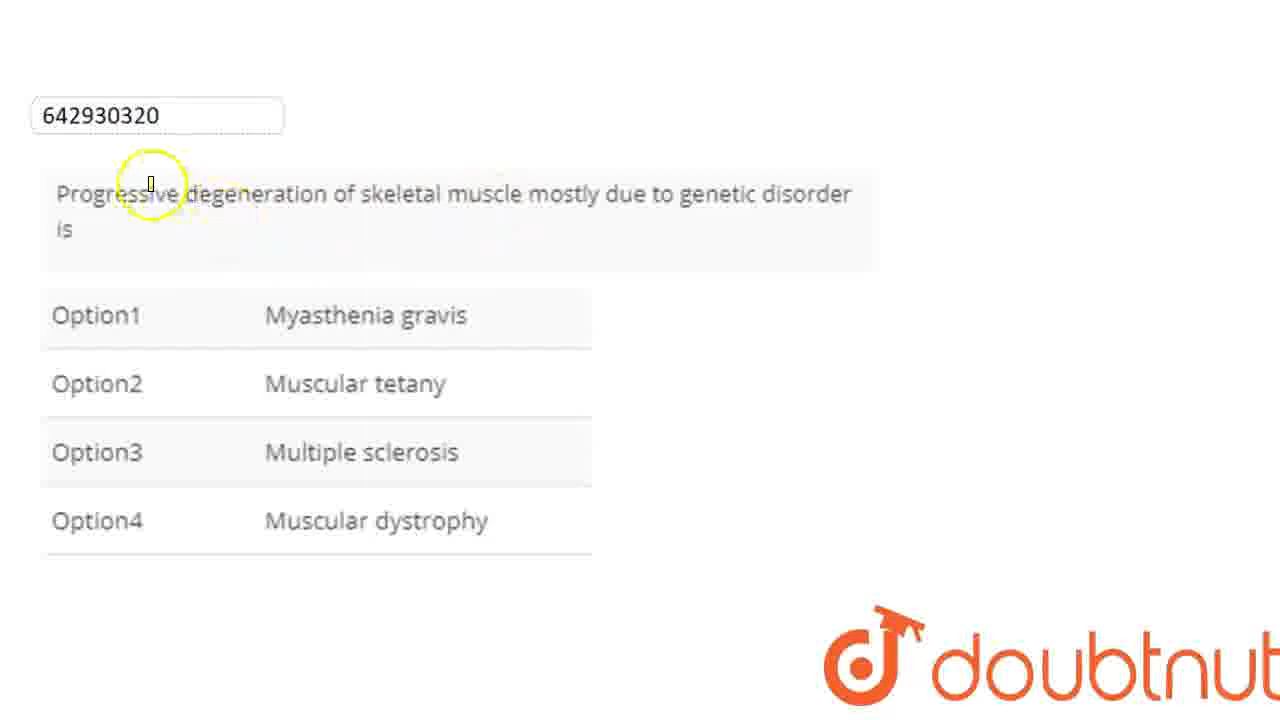 642930320
Progressive degeneration of skeletal muscle mostly due to genetic disorder
is
Option1 Myasthenia gravis
Option2 Muscular tetany
Option3 Multiple sclerosis
Option4 Muscular dystrophy
doubtnut